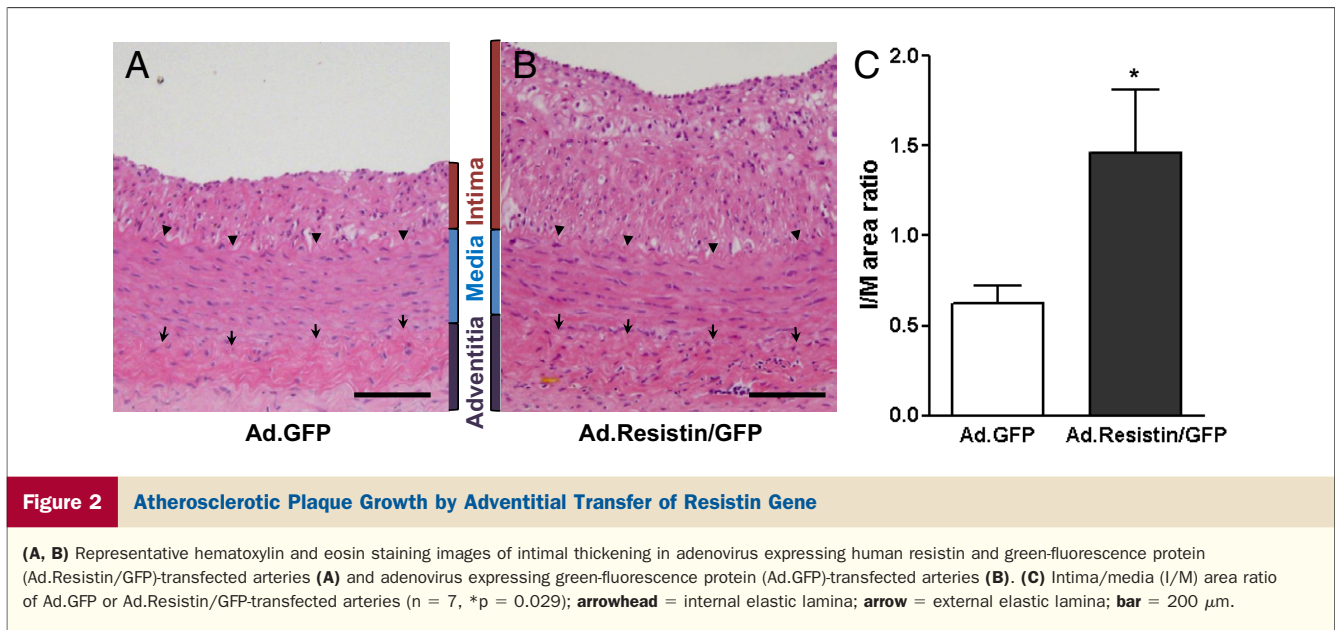 A
B
C
Intima
Media
Adventitia
Ad.GFP
Ad.Resistin/GFP
I/M area ratio
2.0
1.5
1.0
0.5
0.0
*
Ad.GFP
Ad.Resistin/GFP
Figure 2
Atherosclerotic Plaque Growth by Adventitial Transfer of Resistin Gene
(A, B) Representative hematoxylin and eosin staining images of intimal thickening in adenovirus expressing human resistin and green-fluorescence protein
(Ad.Resistin/GFP)-transfected arteries (A) and adenovirus expressing green-fluorescence protein (Ad.GFP)-transfected arteries (B). (C) Intima/media (I/M) area ratio
of Ad.GFP or Ad.Resistin/GFP-transfected arteries (n = 7, *p = 0.029); arrowhead = internal elastic lamina; arrow = external elastic lamina; bar = 200 μm.